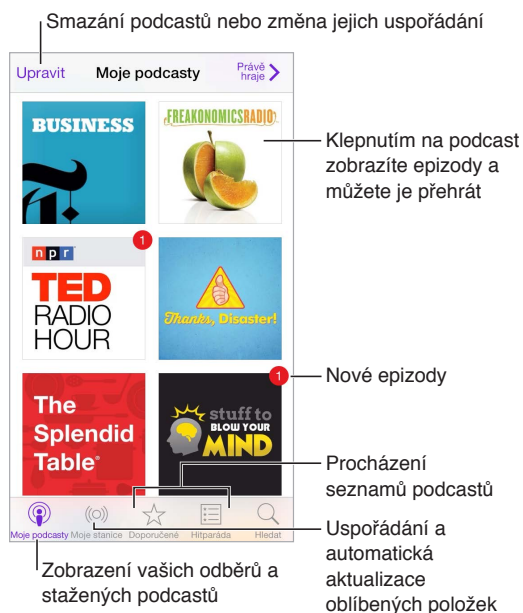 Smazání podcastů nebo změna jejich uspořádání
Upravit
Moje podcasty
Právě
hraje
BUSINESS
FREAKONOMICSRADIO
Klepnutím na podcast
zobrazíte epizody a
můžete je přehrát
npr
1
TED
RADIO
HOUR
Thanks, Disaster!
1
Nové epizody
The
Splendid
Table®
stuff to
BLOW YOUR
MIND
Procházení
seznamů podcastů
Moje podcasty
Moje stanice
Doporučené
Hitparáda
Hledat
Uspořádání a
automatická
aktualizace
oblíbených položek
Zobrazení vašich odběrů a
stažených podcastů